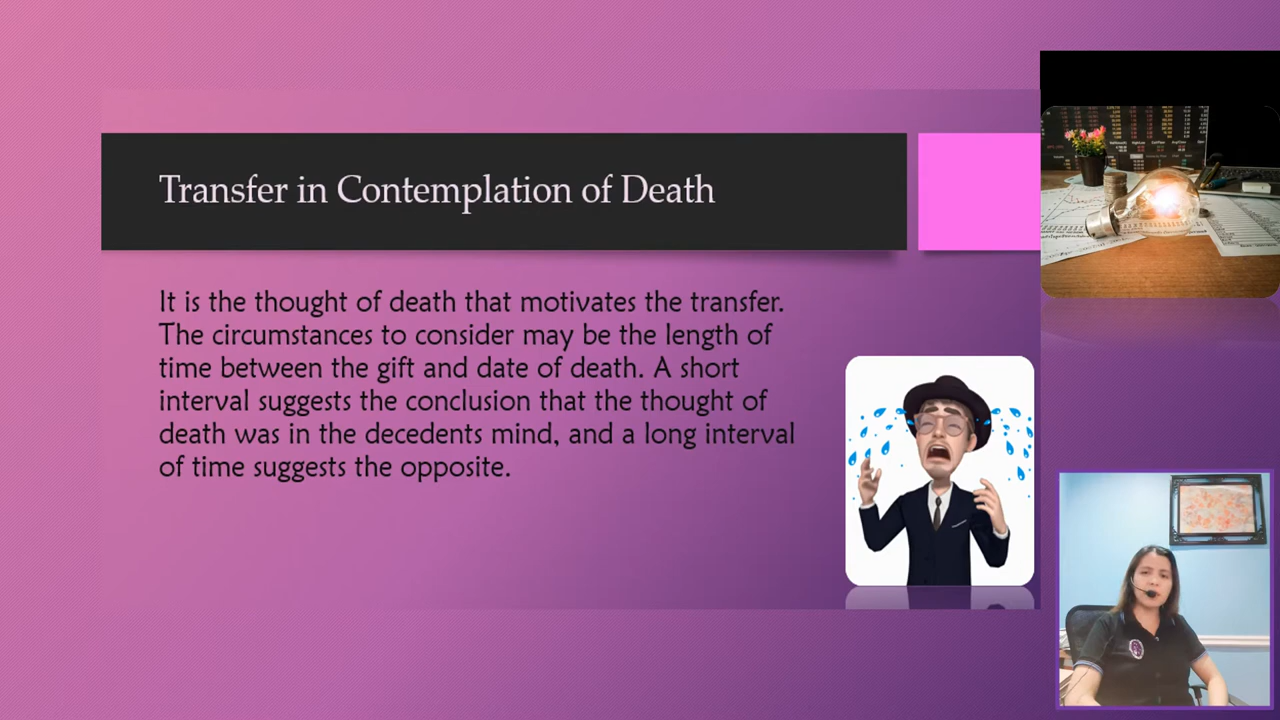 Transfer in Contemplation of Death
It is the thought of death that motivates the transfer.
The circumstances to consider may be the length of
time between the gift and date of death. A short
interval suggests the conclusion that the thought of
death was in the decedents mind, and a long interval
of time suggests the opposite.